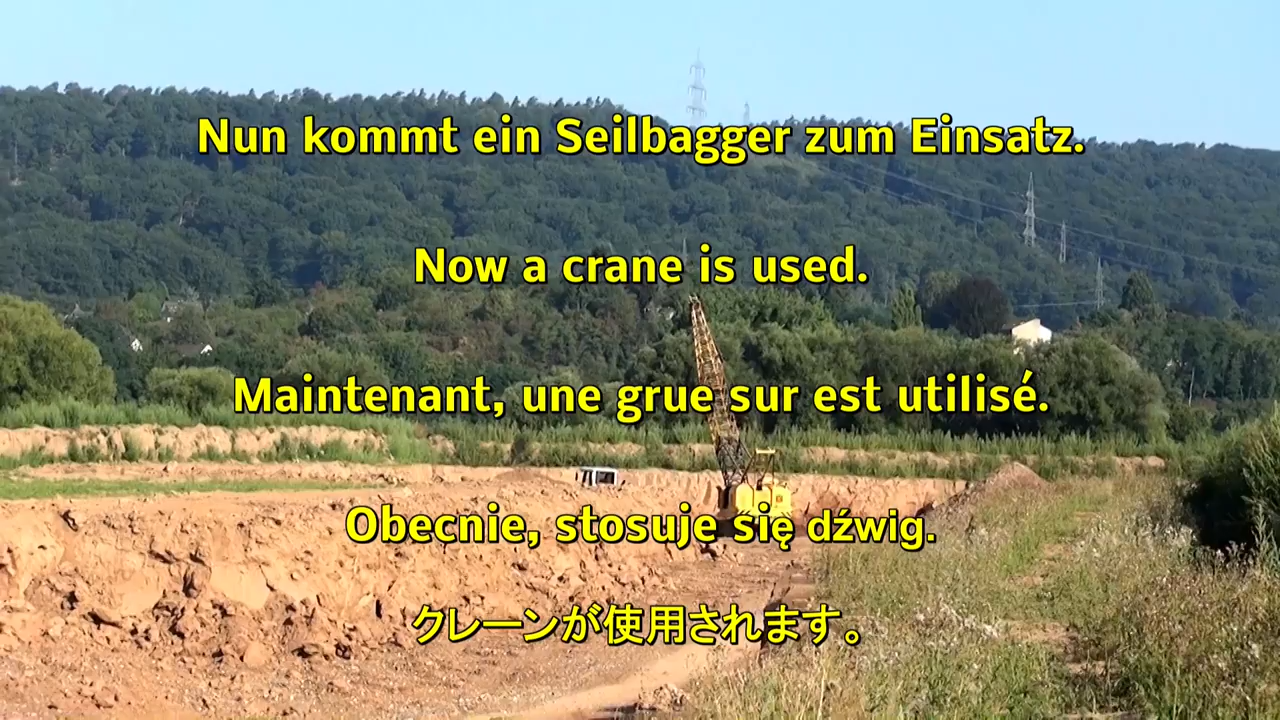 Nun kommt ein Seilbagger zum Einsatz.
Now a crane is used.
Maintenant, une grue sur est utilisé.
Obecnie, stosuje się dźwig.
クレーンが使用されます。